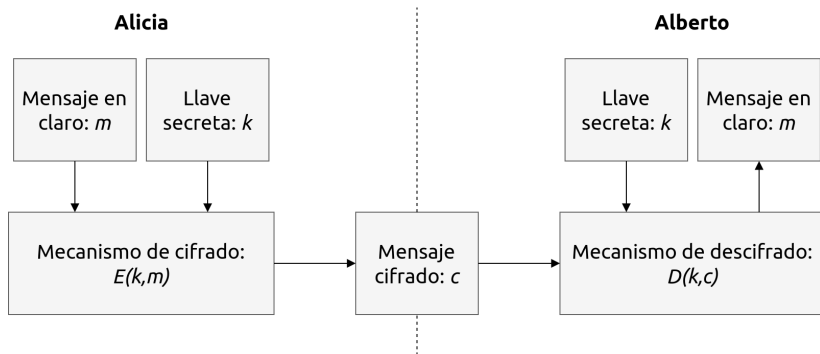 Alicia
Alberto
Mensaje en
claro: m
Llave
secreta: k
Llave
secreta: k
Mensaje en
claro: m
Mecanismo de cifrado:
E(k,m)
Mensaje
cifrado: c
Mecanismo de descifrado:
D(k,c)